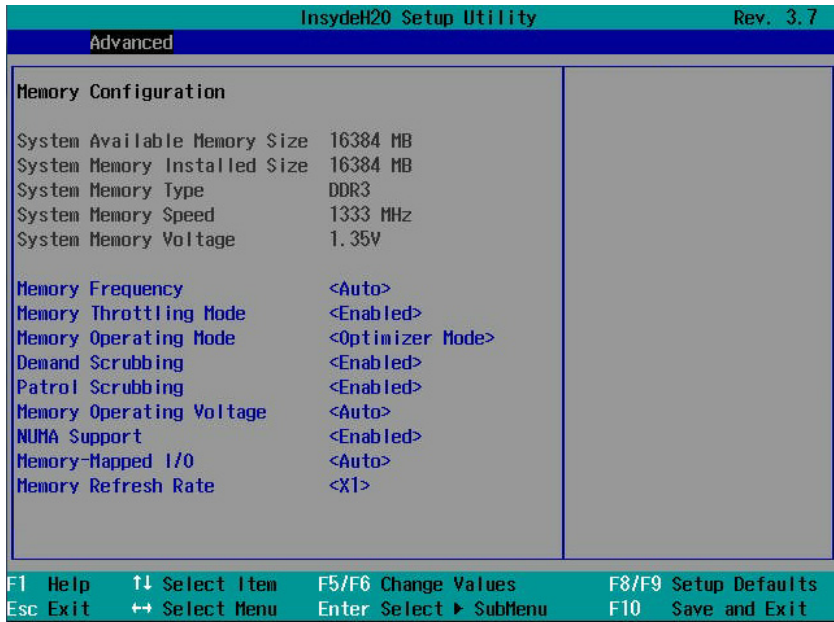 InsydeH20 Setup Utility Rev. 3.7
Advanced
Memory Configuration
System Available Memory Size 16384 MB
System Memory Installed Size 16384 MB
System Memory Type DDR3
System Memory Speed 1333 MHz
System Memory Voltage 1.35V
Memory Frequency <Auto>
Memory Throttling Mode <Enabled>
Memory Operating Mode <Optimizer Mode>
Demand Scrubbing <Enabled>
Patrol Scrubbing <Enabled>
Memory Operating Voltage <Auto>
NUMA Support <Enabled>
Memory-Mapped I/O <Auto>
Memory Refresh Rate <X1>
F1 Help ↑↓ Select Item F5/F6 Change Values F8/F9 Setup Defaults
Esc Exit ↔ Select Menu Enter Select ▶ SubMenu F10 Save and Exit